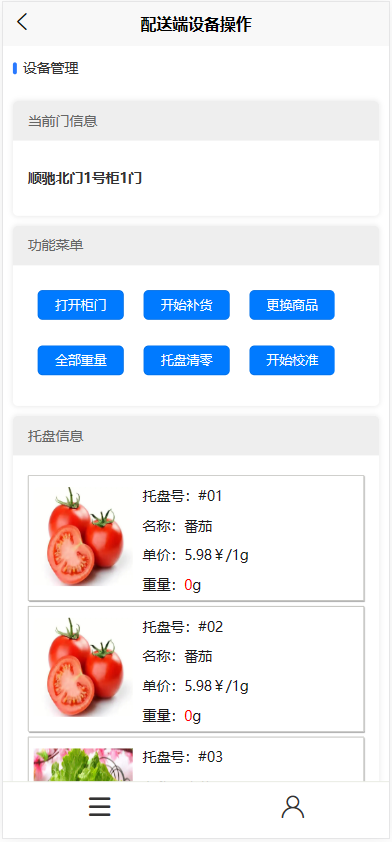 配送端设备操作
设备管理
当前门信息
顺驰北门1号柜1门
功能菜单
打开柜门 开始补货 更换商品
全部重量 托盘清零 开始校准
托盘信息
托盘号：#01
名称：番茄
单价：5.98￥/1g
重量：0g
托盘号：#02
名称：番茄
单价：5.98￥/1g
重量：0g
托盘号：#03